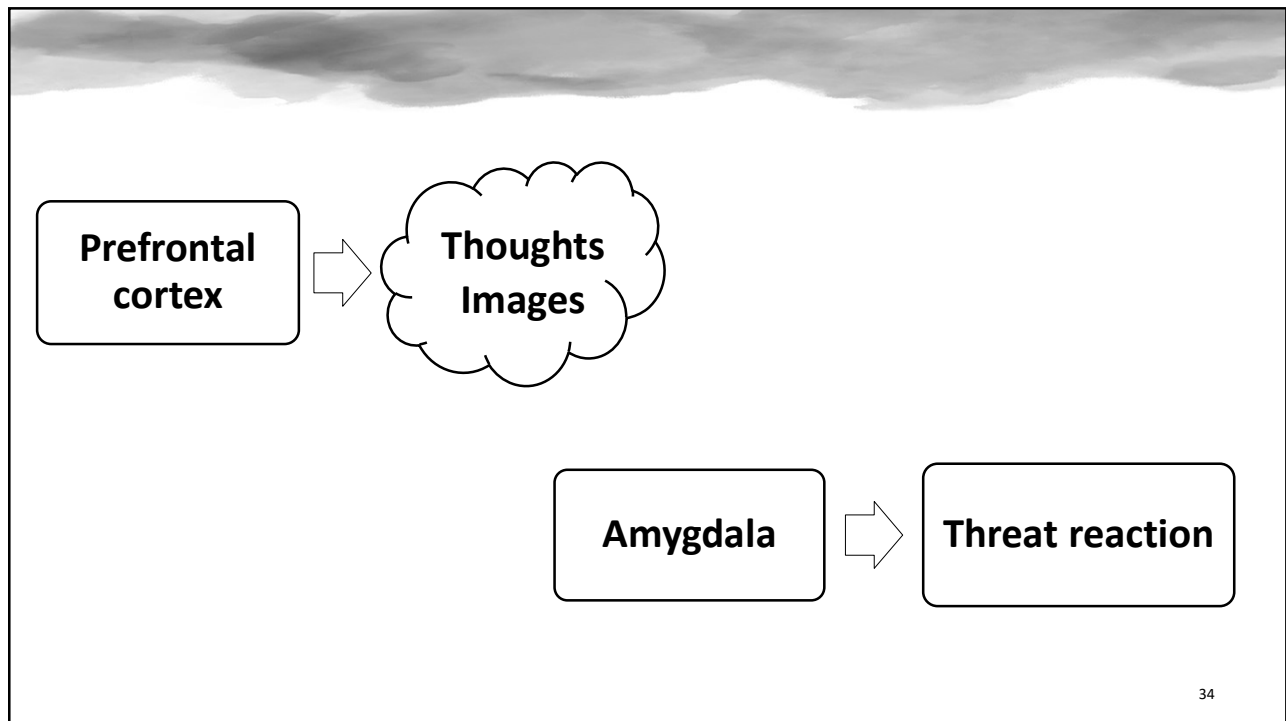 Prefrontal
cortex
Thoughts
Images
Amygdala
Threat reaction
34